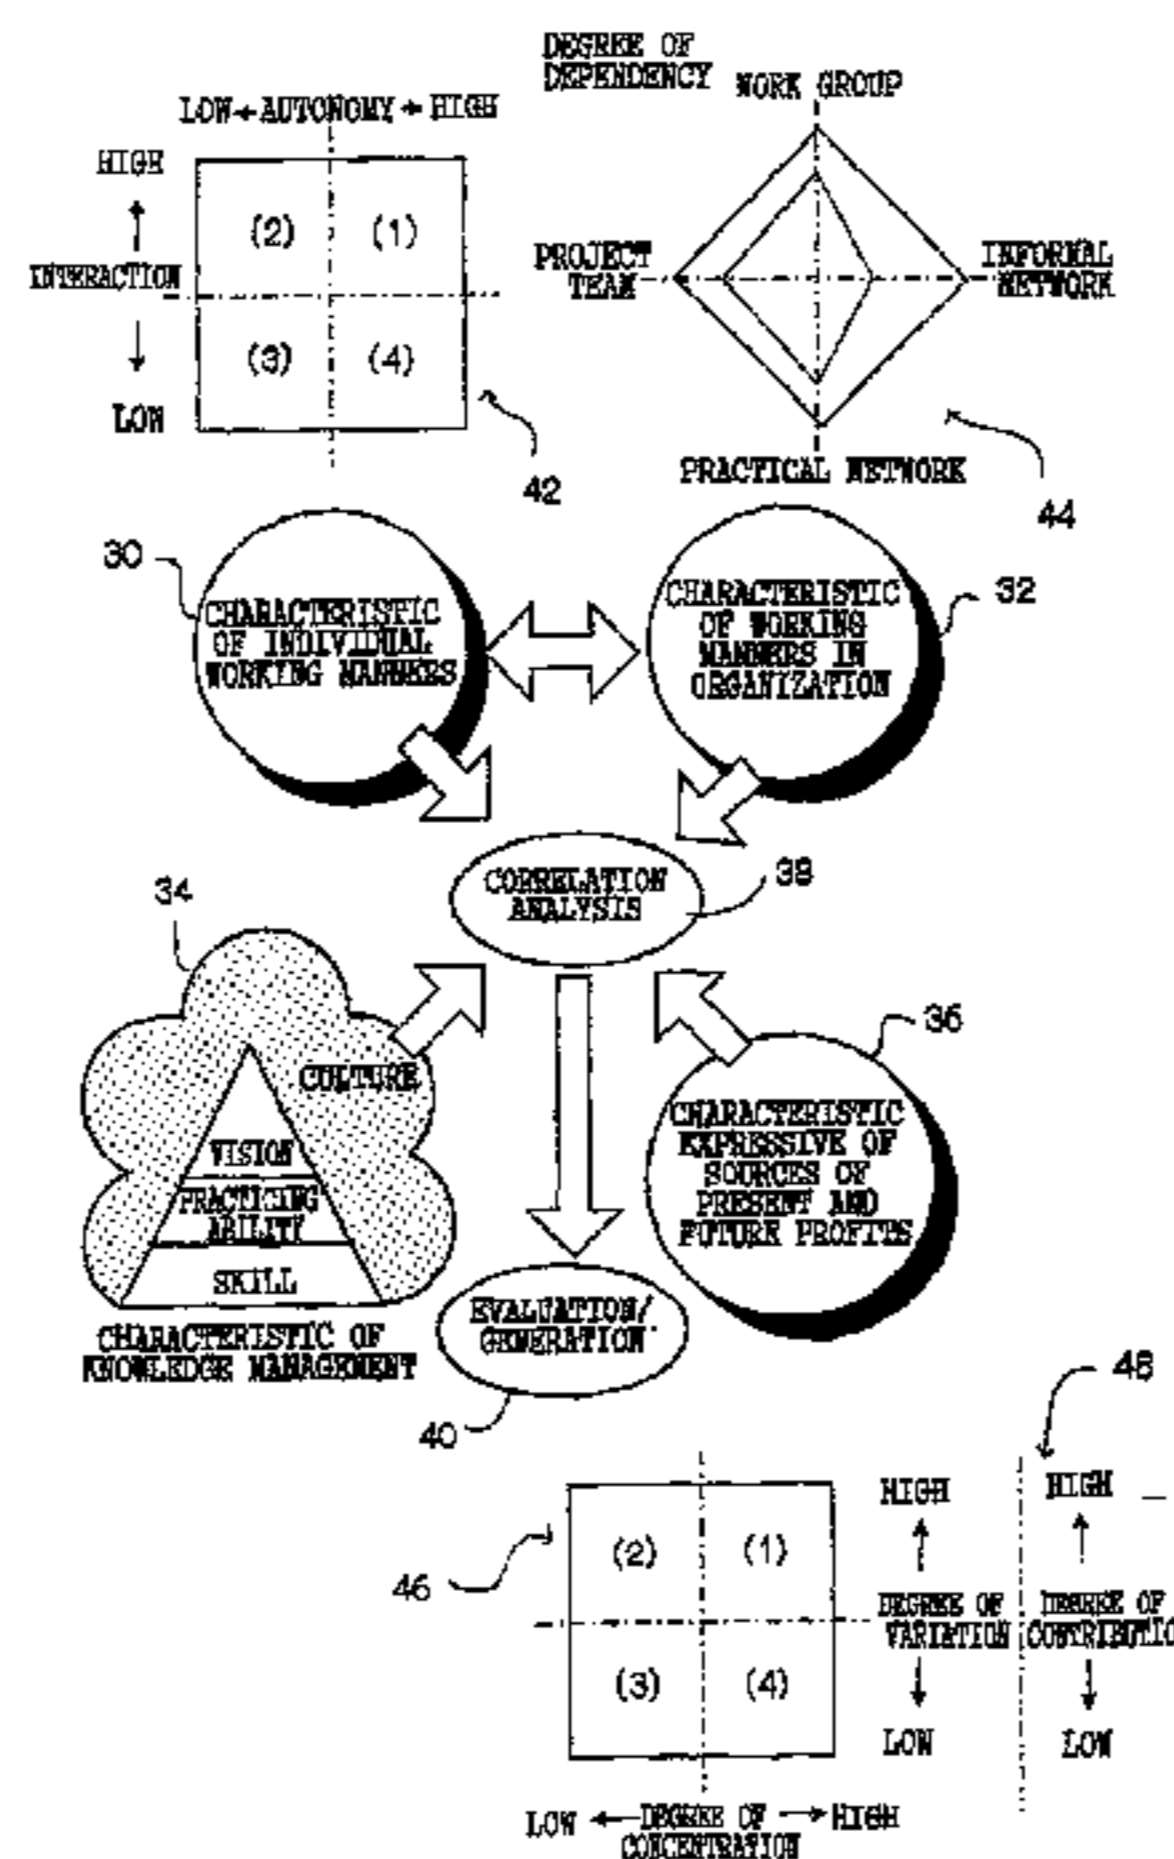 DEGREE OF
DEPENDENCY
WORK GROUP
LOW ← AUTONOMY → HIGH
HIGH
(2) (1)
INTERACTION
(3) (4)
LOW
42
PROJECT
TEAM
INFORMAL
NETWORK
PRACTICAL NETWORK
44
30
CHARACTERISTIC
OF INDIVIDUAL
WORKING MANNERS
CHARACTERISTIC
OF WORKING
MANNERS IN
ORGANIZATION
32
CORRELATION
ANALYSIS
38
34
CULTURE
VISION
PRACTICING
ABILITY
SKILL
CHARACTERISTIC OF
KNOWLEDGE MANAGEMENT
36
CHARACTERISTIC
EXPRESSIVE OF
SOURCES OF
PRESENT AND
FUTURE PROFITS
EVALUATION/
GENERATION
40
48
46
(2) (1)
(3) (4)
HIGH
DEGREE OF
VARIATION
LOW
HIGH
DEGREE OF
CONTRIBUTIO
LOW
LOW ← DEGREE OF → HIGH
CONCENTRATION